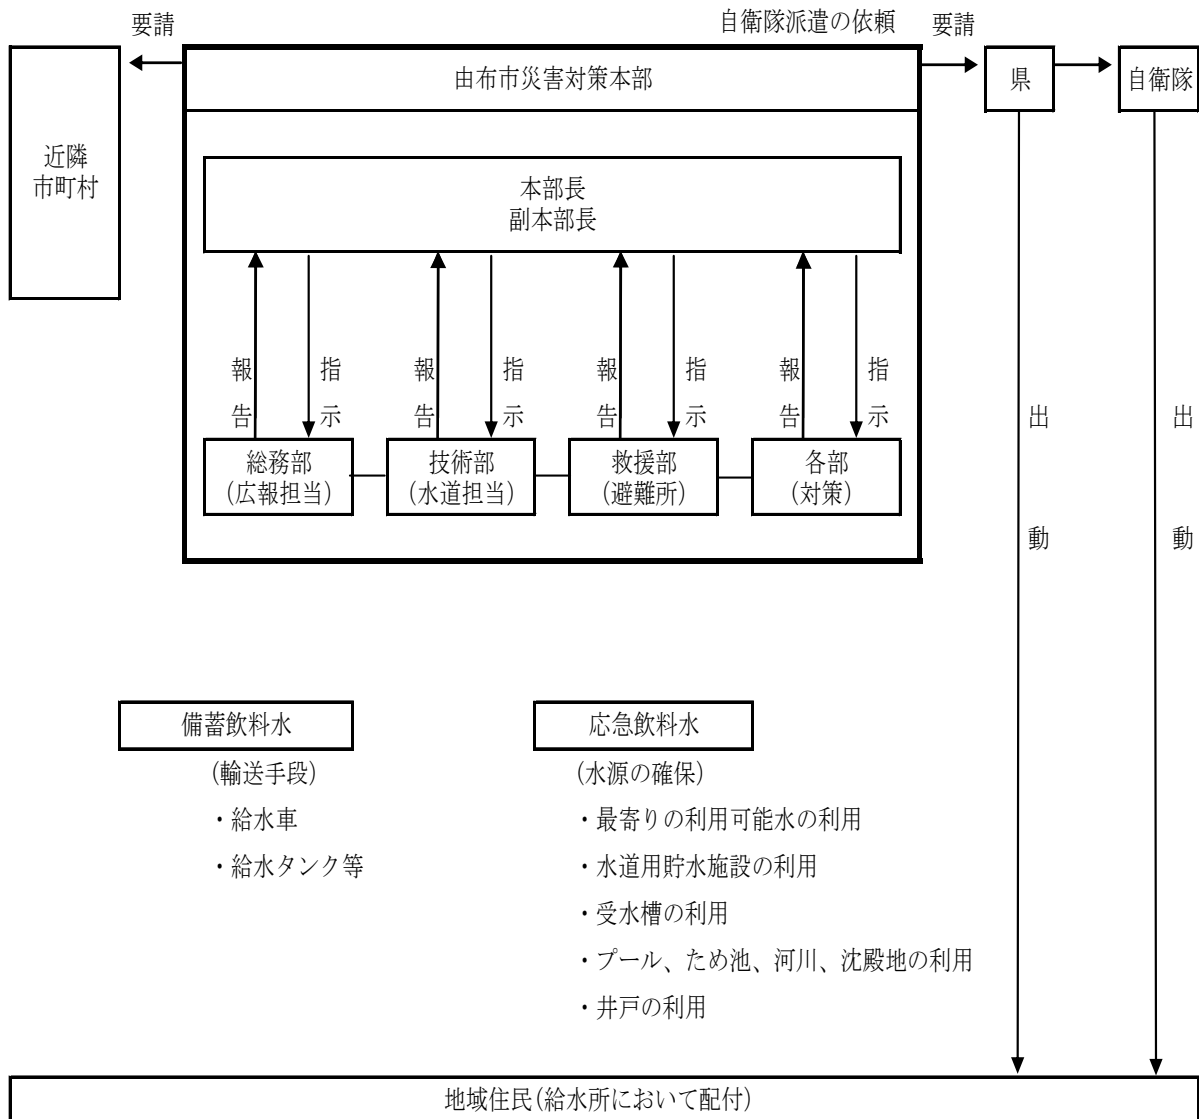 要請
自衛隊派遣の依頼
要請
由布市災害対策本部
県
自衛隊
近隣
市町村
本部長
副本部長
報告
指示
報告
指示
報告
指示
報告
指示
総務部
(広報担当)
技術部
(水道担当)
救援部
(避難所)
各部
(対策)
出動
出動
備蓄飲料水
(輸送手段)
・給水車
・給水タンク等
応急飲料水
(水源の確保)
・最寄りの利用可能水の利用
・水道用貯水施設の利用
・受水槽の利用
・プール、ため池、河川、沈殿地の利用
・井戸の利用
地域住民(給水所において配付)